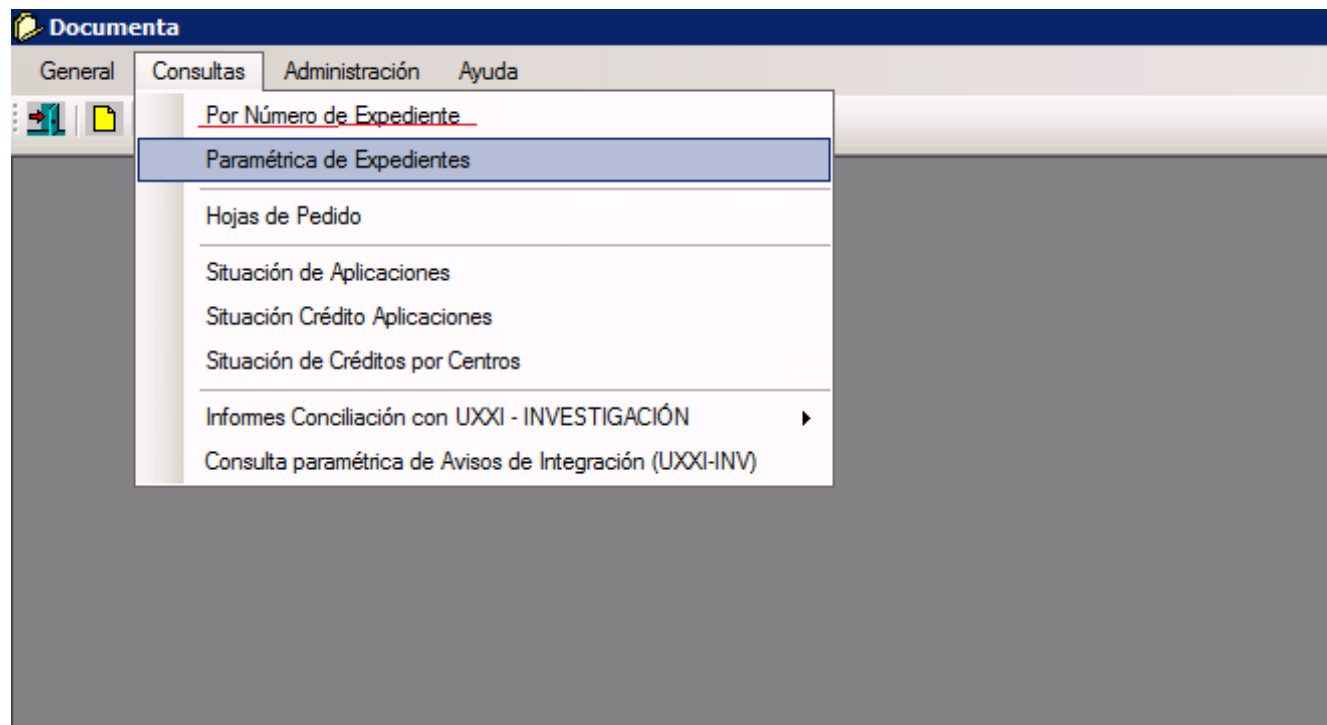 Documenta
General Consultas Administración Ayuda
Por Número de Expediente
Paramétrica de Expedientes
Hojas de Pedido
Situación de Aplicaciones
Situación Crédito Aplicaciones
Situación de Créditos por Centros
Informes Conciliación con UXXI - INVESTIGACIÓN
Consulta paramétrica de Avisos de Integración (UXXI-INV)